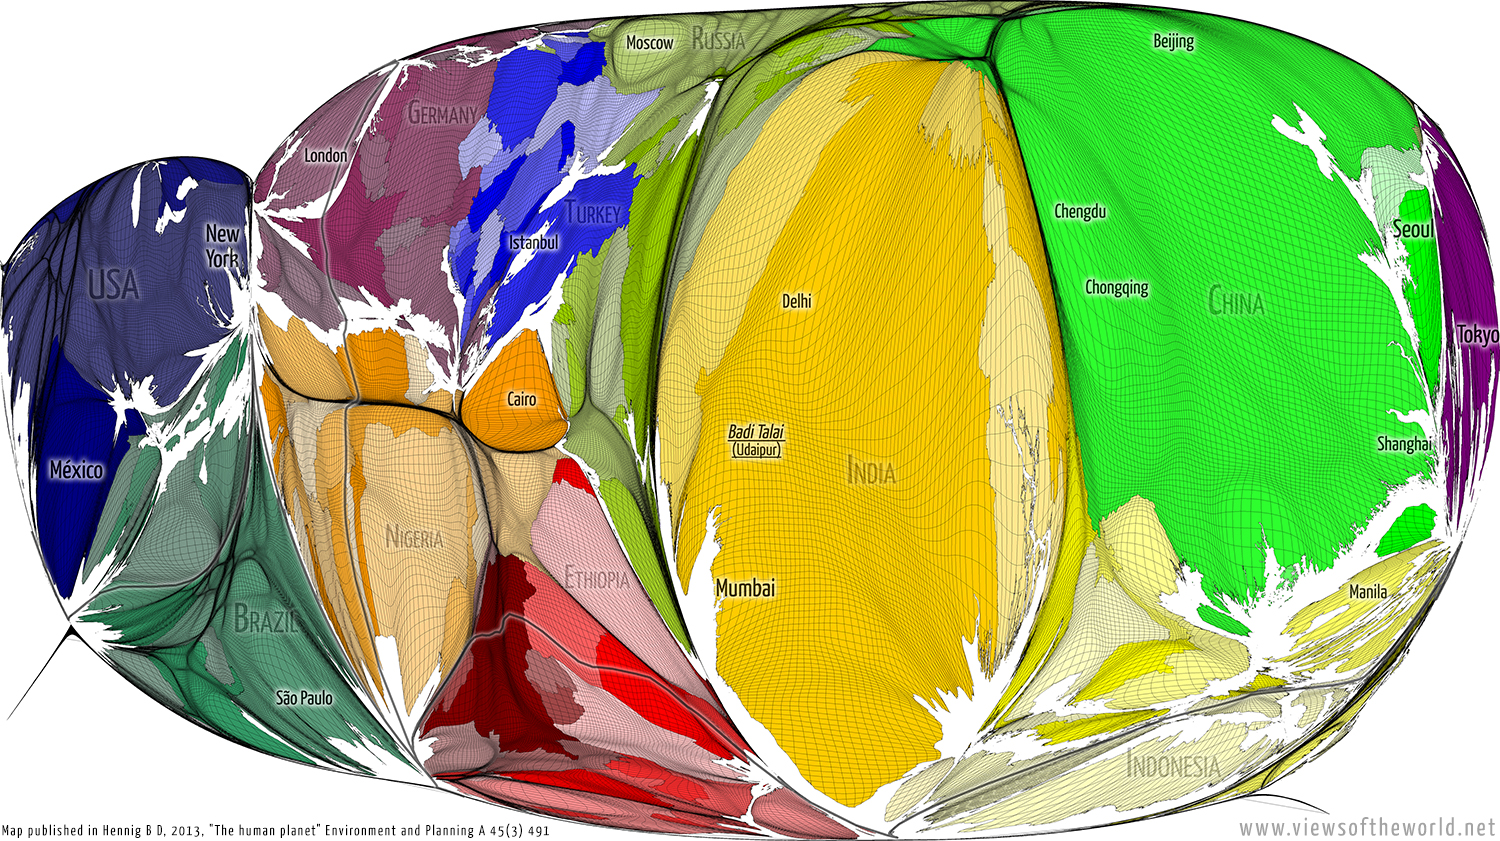 Moscow
RUSSIA
Beijing
GERMANY
London
New
York
USA
TURKEY
Istanbul
Chengdu
Seoul
Chongqing
Delhi
CHINA
Tokyo
Cairo
Badi Talai
(Udaipur)
Shanghai
México
INDIA
NIGERIA
ETHIOPIA
Mumbai
Manila
BRAZIL
São Paulo
INDONESIA
Map published in Hennig B D, 2013, "The human planet" Environment and Planning A 45(3) 491
www.viewsoftheworld.net